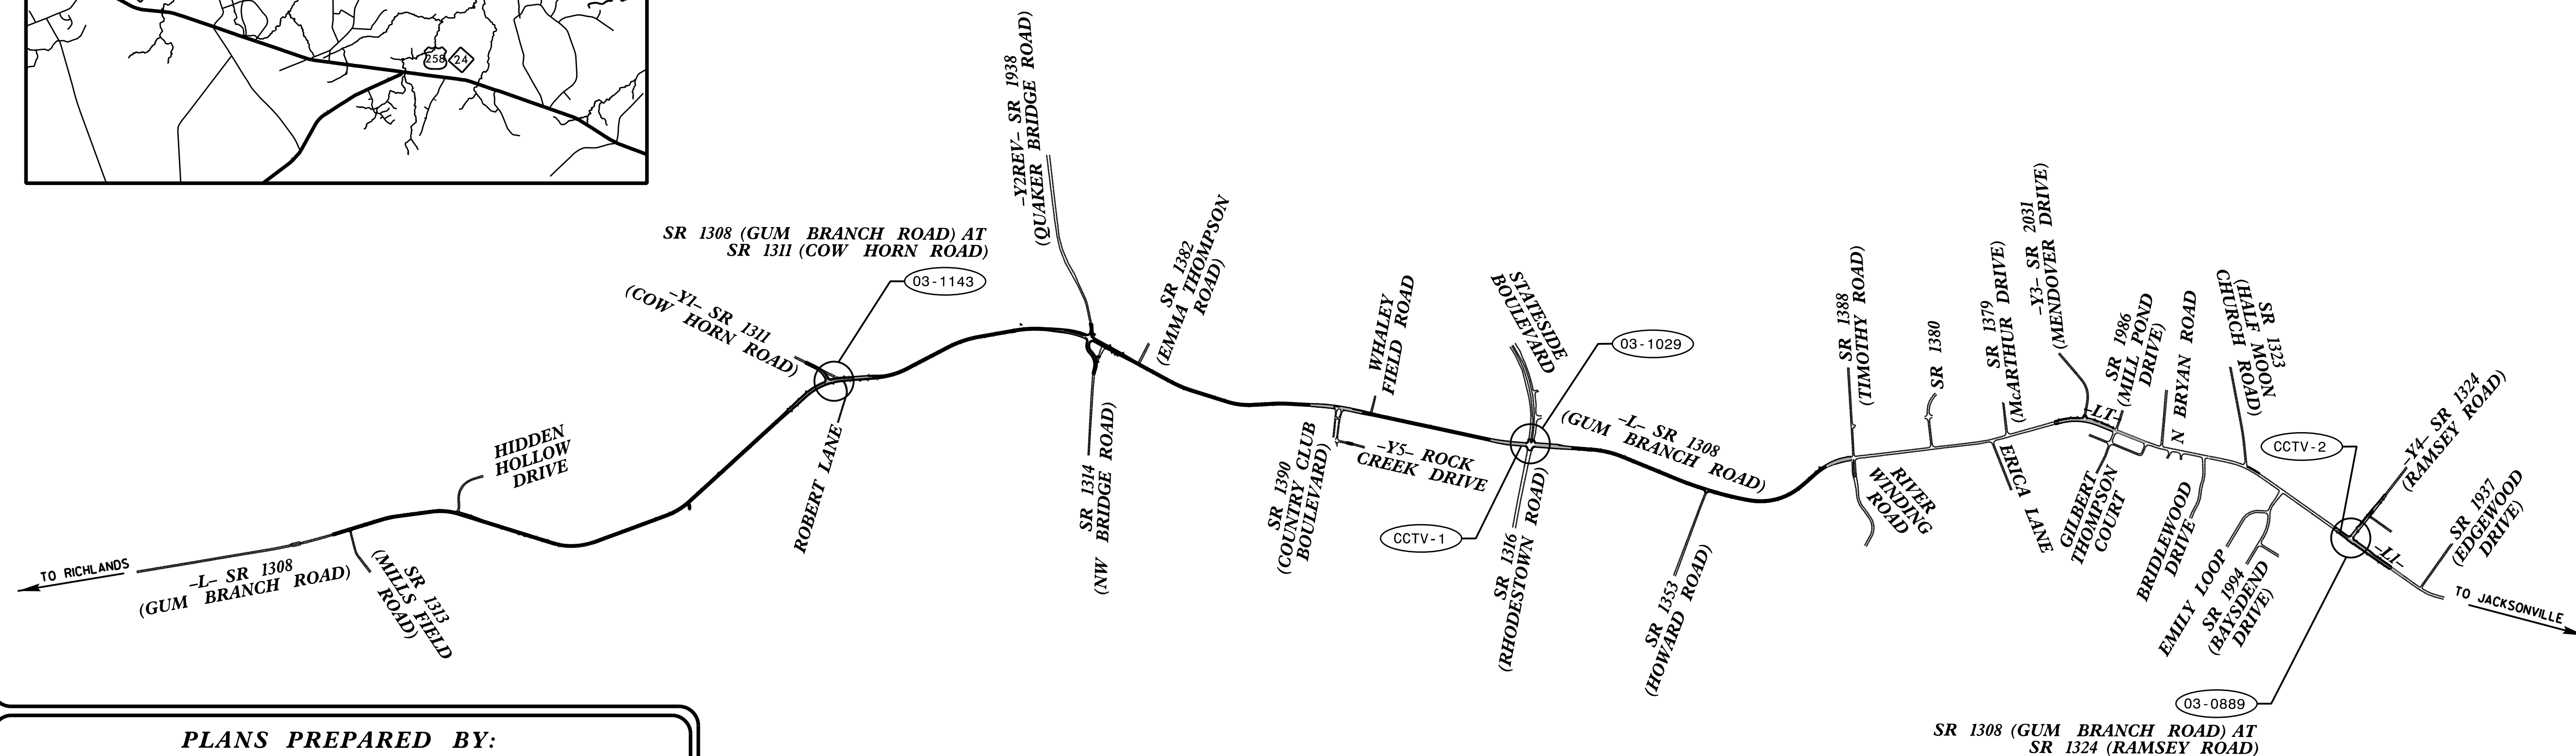 258
24
-Y2REV- SR 1938
(QUAKER BRIDGE ROAD)
SR 1308 (GUM BRANCH ROAD) AT
SR 1311 (COW HORN ROAD)
03-1143
-Y1- SR 1311
(COW HORN ROAD)
SR 1382
(EMMA THOMPSON
ROAD)
HIDDEN
HOLLOW
DRIVE
ROBERT LANE
SR 1314
(NW BRIDGE ROAD)
TO RICHLANDS
-L- SR 1308
(GUM BRANCH ROAD)
SR 1313
(MILLS FIELD
ROAD)
WHALEY
FIELD ROAD
STATESIDE
BOULEVARD
03-1029
SR 1390
(COUNTRY CLUB
BOULEVARD)
-Y5- ROCK
CREEK DRIVE
CCTV-1
SR 1316
(RHODESTOWN ROAD)
-L- SR 1308
(GUM BRANCH ROAD)
SR 1353
(HOWARD ROAD)
SR 1388
(TIMOTHY ROAD)
RIVER
WINDING
ROAD
SR 1380
SR 1379
(McARTHUR DRIVE)
ERICA LANE
-Y3- SR 2031
(MENDOVER DRIVE)
-LT-
SR 1986
(MILL POND
DRIVE)
GILBERT
THOMPSON
COURT
N BRYAN ROAD
BRIDLEWOOD
DRIVE
SR 1323
(HALF MOON
CHURCH ROAD)
EMILY LOOP
SR 1994
(BAYSDEND
DRIVE)
CCTV-2
-Y4- SR 1324
(RAMSEY ROAD)
-L1-
SR 1937
(EDGEWOOD
DRIVE)
TO JACKSONVILLE
03-0889
SR 1308 (GUM BRANCH ROAD) AT
SR 1324 (RAMSEY ROAD)
PLANS PREPARED BY: